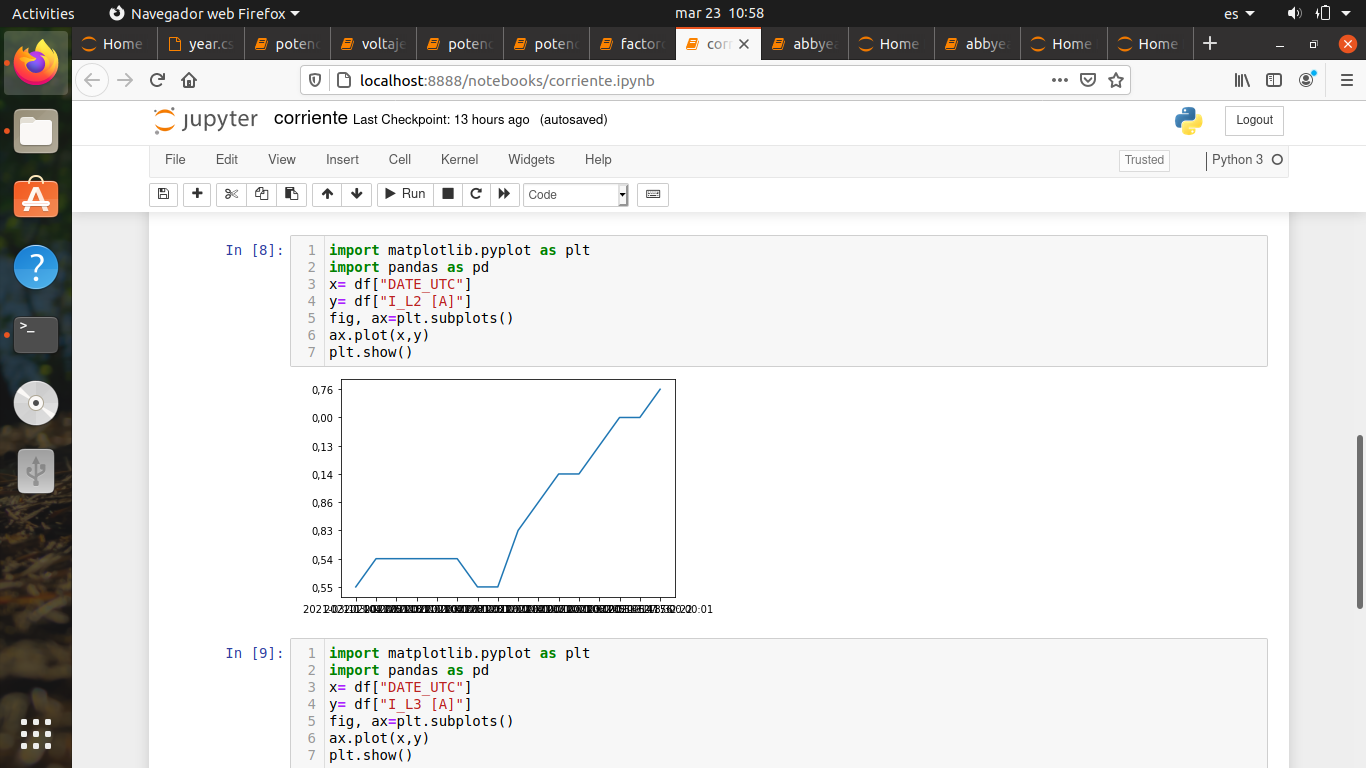 Activities Navegador web Firefox mar 23 10:58 es
Home year.cs poten voltaje poten poten factor cor abbyea Home abbyea Home Home
localhost:8888/notebooks/corriente.ipynb
jupyter corriente Last Checkpoint: 13 hours ago (autosaved) Logout
File Edit View Insert Cell Kernel Widgets Help Trusted Python 3
Run Code
In [8]:
1 import matplotlib.pyplot as plt
2 import pandas as pd
3 x= df["DATE_UTC"]
4 y= df["I_L2 [A]"]
5 fig, ax=plt.subplots()
6 ax.plot(x,y)
7 plt.show()
0,76
0,00
0,13
0,14
0,86
0,83
0,54
0,55
In [9]:
1 import matplotlib.pyplot as plt
2 import pandas as pd
3 x= df["DATE_UTC"]
4 y= df["I_L3 [A]"]
5 fig, ax=plt.subplots()
6 ax.plot(x,y)
7 plt.show()